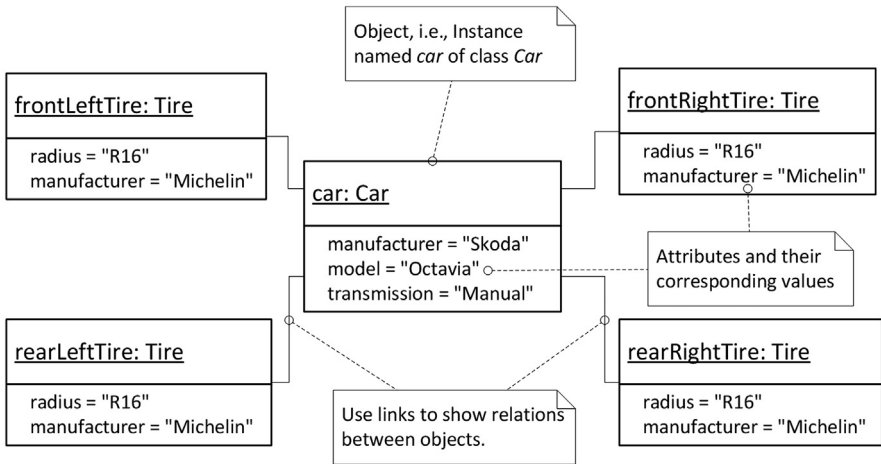 Object, i.e., Instance
named car of class Car
frontLeftTire: Tire
radius = "R16"
manufacturer = "Michelin"
frontRightTire: Tire
radius = "R16"
manufacturer = "Michelin"
car: Car
manufacturer = "Skoda"
model = "Octavia"
transmission = "Manual"
Attributes and their
corresponding values
rearLeftTire: Tire
radius = "R16"
manufacturer = "Michelin"
rearRightTire: Tire
radius = "R16"
manufacturer = "Michelin"
Use links to show relations
between objects.